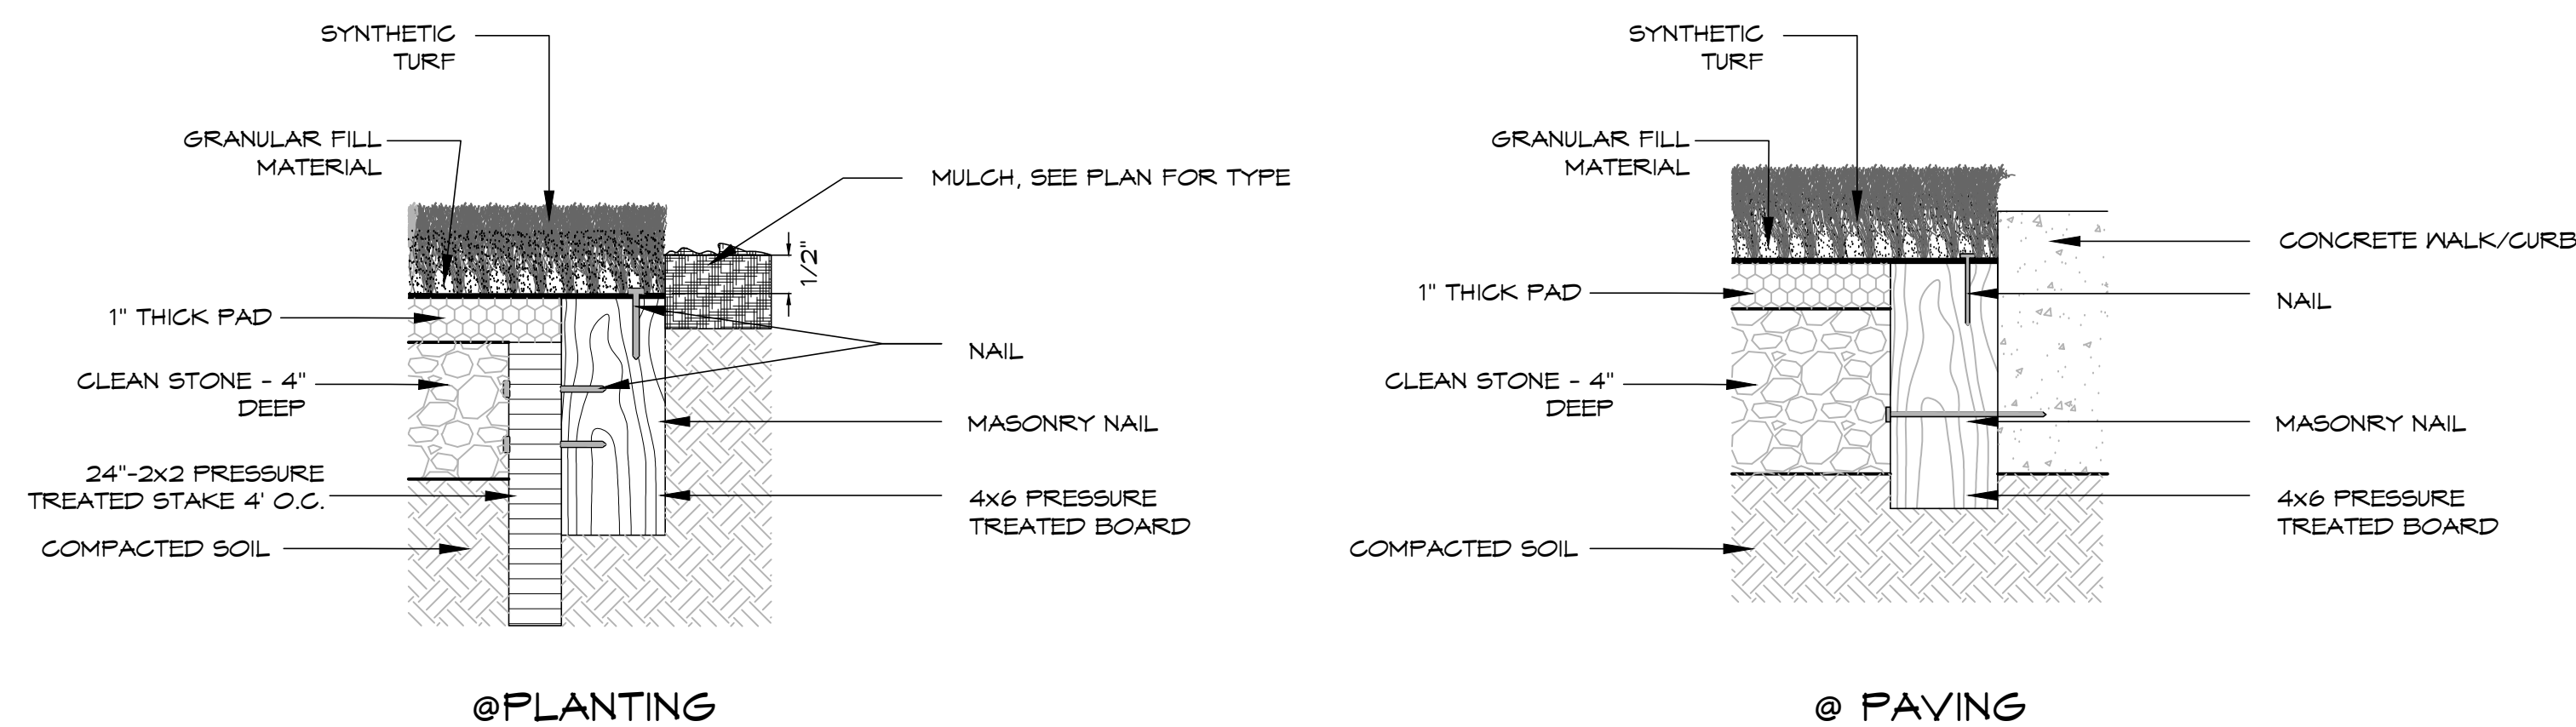 SYNTHETIC
TURF
GRANULAR FILL
MATERIAL
MULCH, SEE PLAN FOR TYPE
1/2"
1" THICK PAD
NAIL
CLEAN STONE - 4"
DEEP
MASONRY NAIL
24"-2x2 PRESSURE
TREATED STAKE 4' O.C.
4x6 PRESSURE
TREATED BOARD
COMPACTED SOIL
@PLANTING
SYNTHETIC
TURF
GRANULAR FILL
MATERIAL
CONCRETE WALK/CURB
1" THICK PAD
NAIL
CLEAN STONE - 4"
DEEP
MASONRY NAIL
4x6 PRESSURE
TREATED BOARD
COMPACTED SOIL
@ PAVING